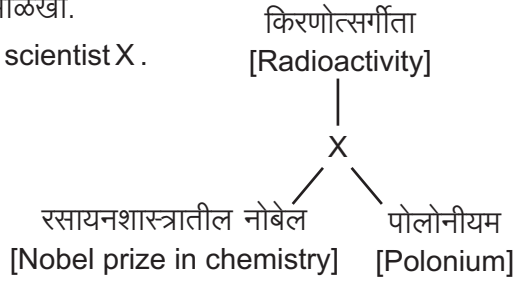 किरणोत्सर्गीता
scientist X .
[Radioactivity]
X
रसायनशास्त्रातील नोबेल
पोलोनीयम
[Nobel prize in chemistry]
[Polonium]